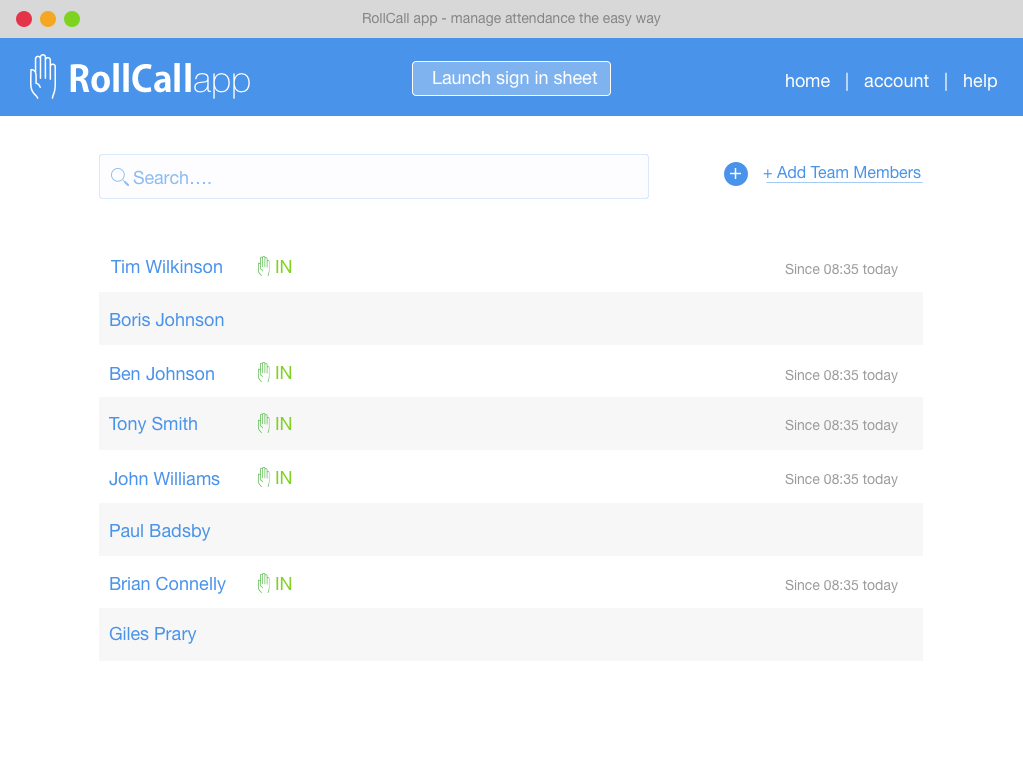 RollCall app - manage attendance the easy way
RollCallapp
Launch sign in sheet
home | account | help
Search....
+ Add Team Members
Tim Wilkinson IN Since 08:35 today
Boris Johnson
Ben Johnson IN Since 08:35 today
Tony Smith IN Since 08:35 today
John Williams IN Since 08:35 today
Paul Badsby
Brian Connelly IN Since 08:35 today
Giles Prary